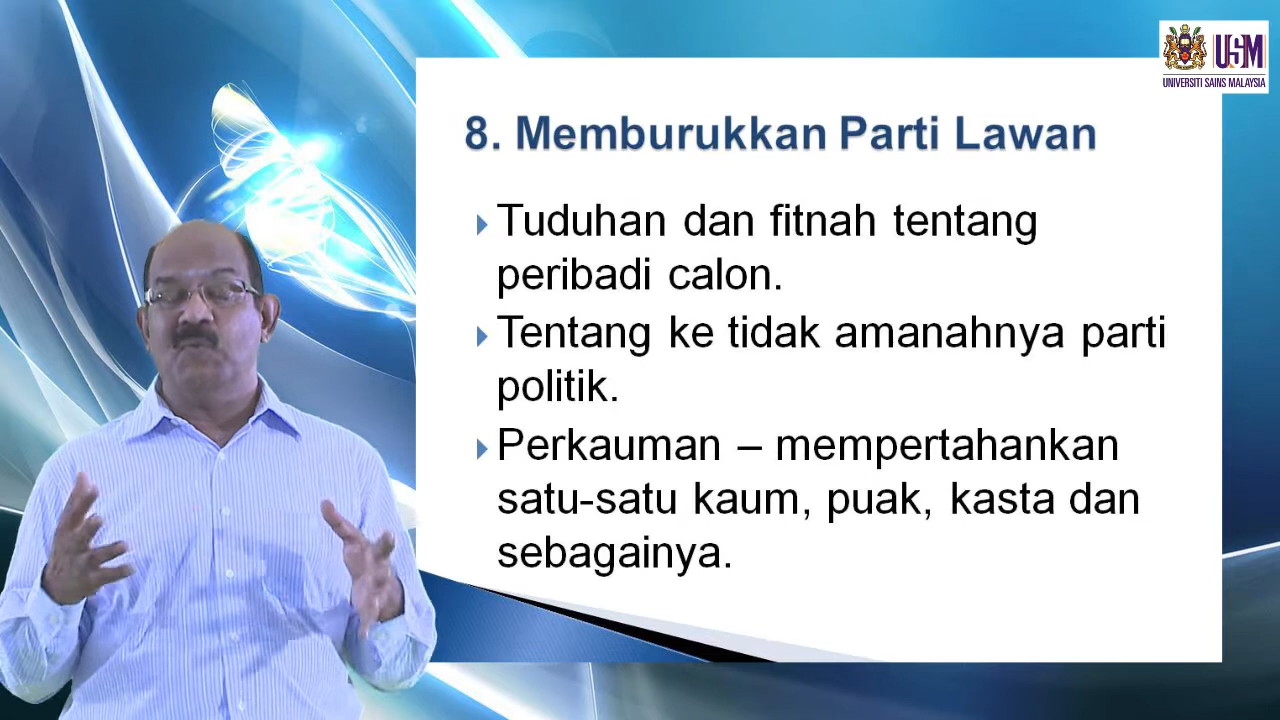 USM
UNIVERSITI SAINS MALAYSIA
8. Memburukkan Parti Lawan
Tuduhan dan fitnah tentang
peribadi calon.
Tentang ke tidak amanahnya parti
politik.
Perkauman – mempertahankan
satu-satu kaum, puak, kasta dan
sebagainya.